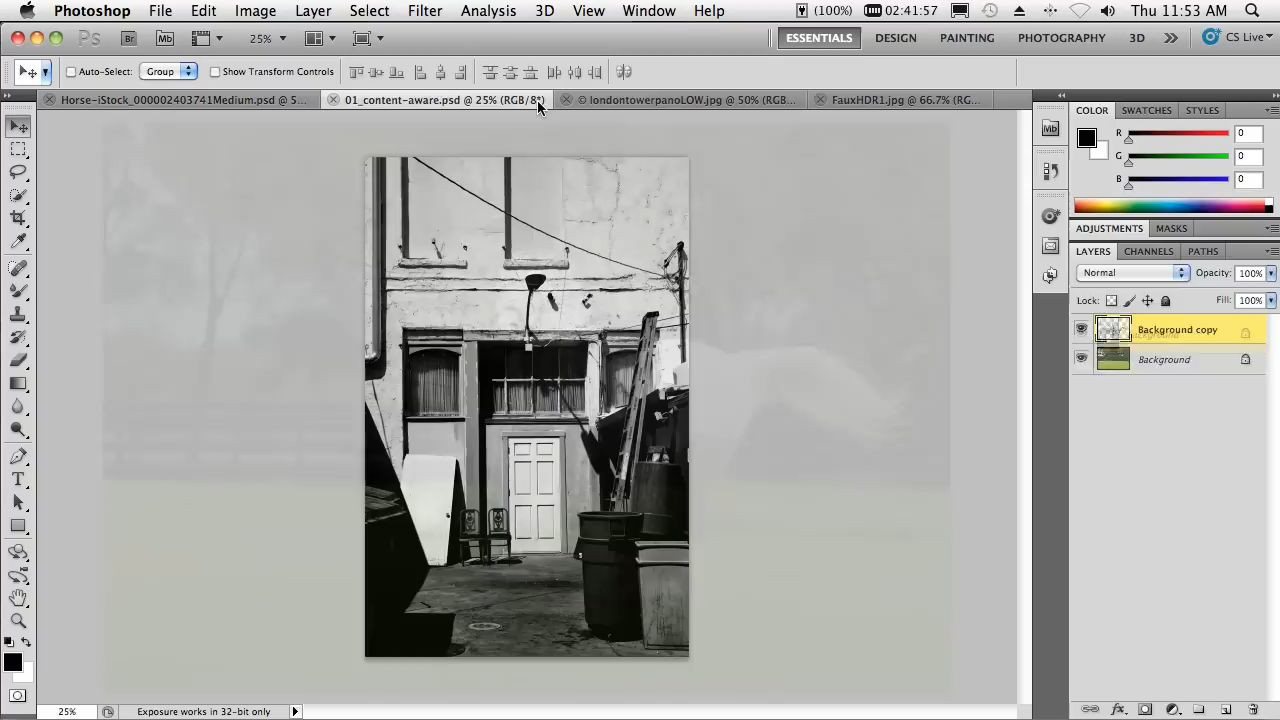 Photoshop File Edit Image Layer Select Filter Analysis 3D View Window Help (100%) 02:41:57 Thu 11:53 AM
Ps Br Mb 25% ESSENTIALS DESIGN PAINTING PHOTOGRAPHY 3D CS Live
Auto-Select: Group Show Transform Controls
Horse-iStock_000002403741Medium.psd @ 5... 01_content-aware.psd @ 25% (RGB/8*) © londontowerpanoLOW.jpg @ 50% (RGB... FauxHDR1.jpg @ 66.7% (RG...
COLOR SWATCHES STYLES
Mb
R 0
G 0
B 0
ADJUSTMENTS MASKS
LAYERS CHANNELS PATHS
Normal Opacity: 100%
Lock: Fill: 100%
Background copy
Background
T
25% Exposure works in 32-bit only
fx